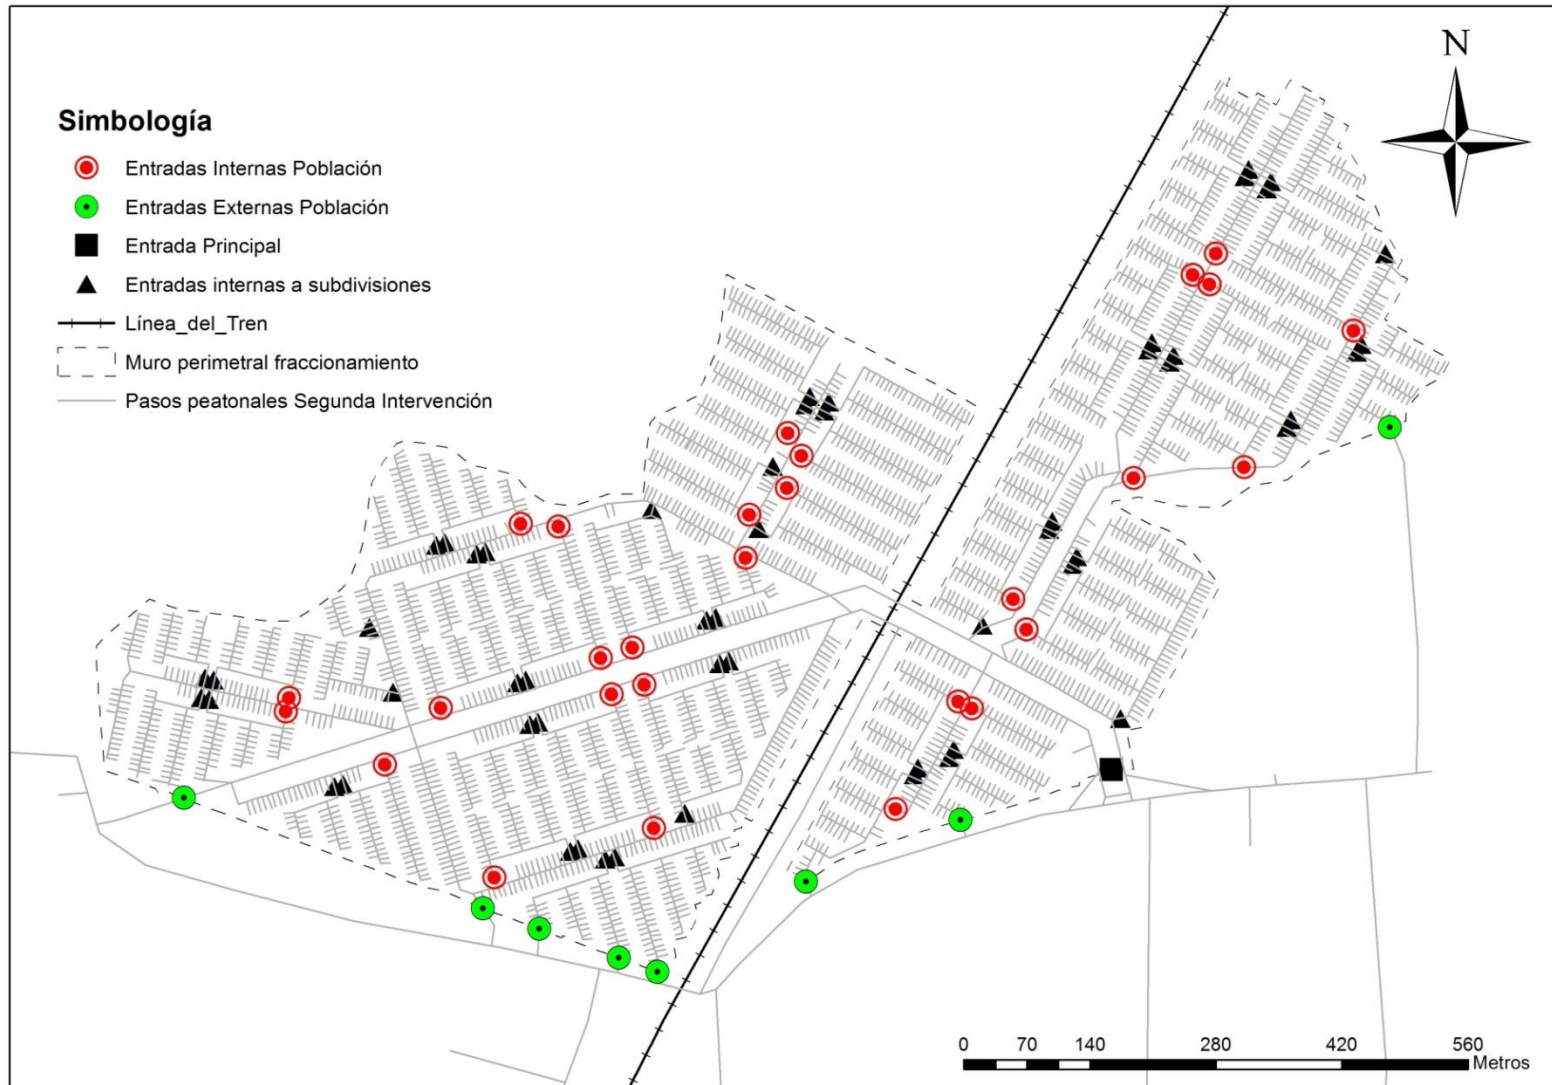 N
Simbología
Entradas Internas Población
Entradas Externas Población
Entrada Principal
Entradas internas a subdivisiones
Línea_del_Tren
Muro perimetral fraccionamiento
Pasos peatonales Segunda Intervención
0 70 140 280 420 560
Metros